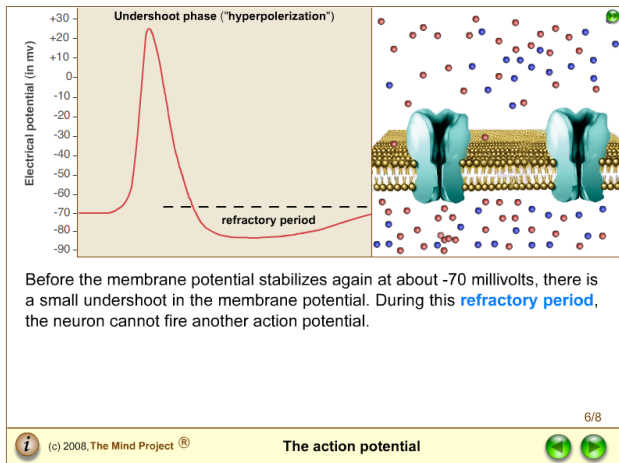 Undershoot phase ("hyperpolerization")
Electrical potential (in mv)
+30
+20
+10
0
-10
-20
-30
-40
-50
-60
-70
-80
-90
refractory period
Before the membrane potential stabilizes again at about -70 millivolts, there is
a small undershoot in the membrane potential. During this refractory period,
the neuron cannot fire another action potential.
6/8
i
(c) 2008, The Mind Project ®
The action potential